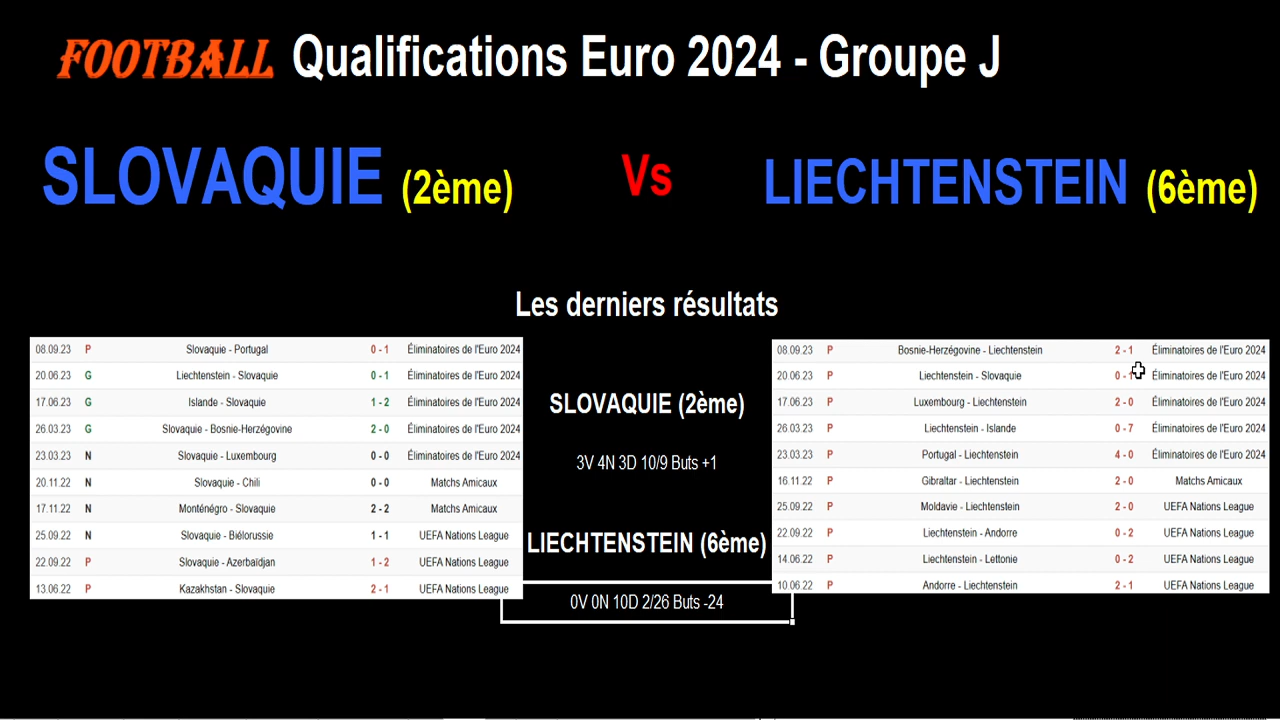 FOOTBALL Qualifications Euro 2024 - Groupe J
SLOVAQUIE (2ème) Vs LIECHTENSTEIN (6ème)
Les derniers résultats
08.09.23 P Slovaquie - Portugal 0 - 1 Éliminatoires de l'Euro 2024
20.06.23 G Liechtenstein - Slovaquie 0 - 1 Éliminatoires de l'Euro 2024
17.06.23 G Islande - Slovaquie 1 - 2 Éliminatoires de l'Euro 2024
26.03.23 G Slovaquie - Bosnie-Herzégovine 2 - 0 Éliminatoires de l'Euro 2024
23.03.23 N Slovaquie - Luxembourg 0 - 0 Éliminatoires de l'Euro 2024
20.11.22 N Slovaquie - Chili 0 - 0 Matchs Amicaux
17.11.22 N Monténégro - Slovaquie 2 - 2 Matchs Amicaux
25.09.22 N Slovaquie - Biélorussie 1 - 1 UEFA Nations League
22.09.22 P Slovaquie - Azerbaïdjan 1 - 2 UEFA Nations League
13.06.22 P Kazakhstan - Slovaquie 2 - 1 UEFA Nations League
SLOVAQUIE (2ème)
3V 4N 3D 10/9 Buts +1
LIECHTENSTEIN (6ème)
0V 0N 10D 2/26 Buts -24
08.09.23 P Bosnie-Herzégovine - Liechtenstein 2 - 1 Éliminatoires de l'Euro 2024
20.06.23 P Liechtenstein - Slovaquie 0 - 1 Éliminatoires de l'Euro 2024
17.06.23 P Luxembourg - Liechtenstein 2 - 0 Éliminatoires de l'Euro 2024
26.03.23 P Liechtenstein - Islande 0 - 7 Éliminatoires de l'Euro 2024
23.03.23 P Portugal - Liechtenstein 4 - 0 Éliminatoires de l'Euro 2024
16.11.22 P Gibraltar - Liechtenstein 2 - 0 Matchs Amicaux
25.09.22 P Moldavie - Liechtenstein 2 - 0 UEFA Nations League
22.09.22 P Liechtenstein - Andorre 0 - 2 UEFA Nations League
14.06.22 P Liechtenstein - Lettonie 0 - 2 UEFA Nations League
10.06.22 P Andorre - Liechtenstein 2 - 1 UEFA Nations League